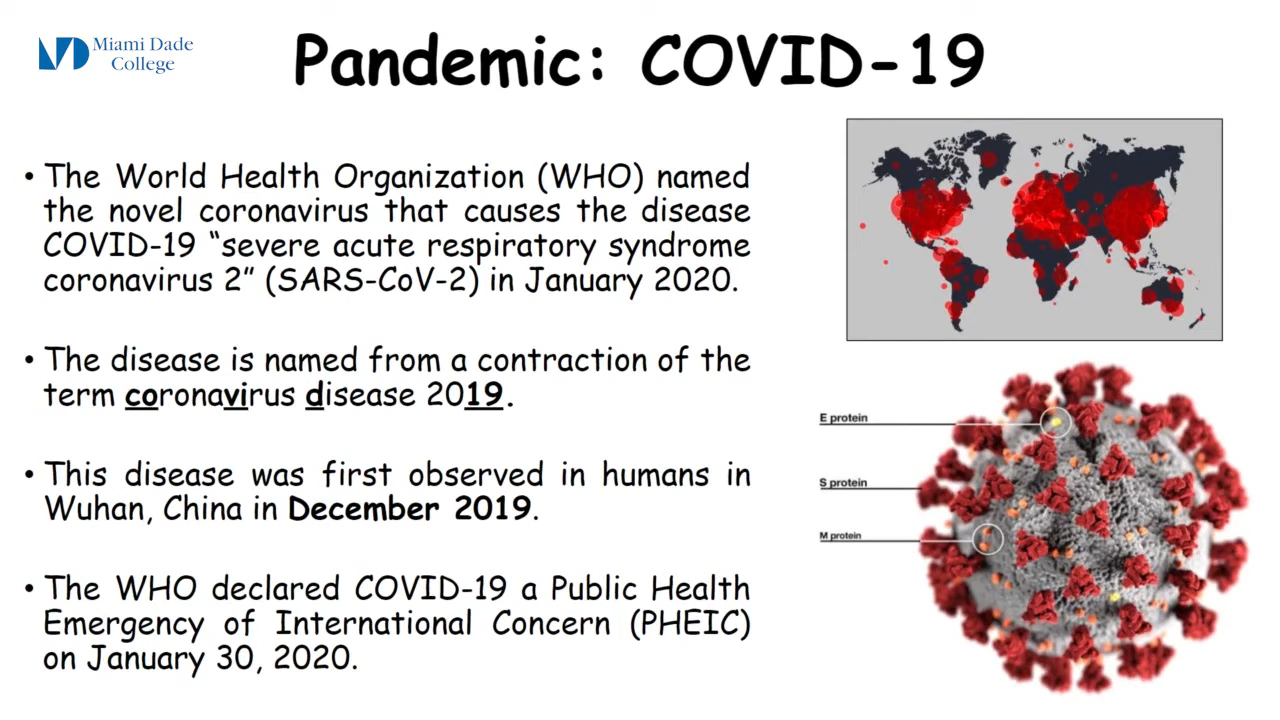 Miami Dade
College
Pandemic: COVID-19
• The World Health Organization (WHO) named
the novel coronavirus that causes the disease
COVID-19 “severe acute respiratory syndrome
coronavirus 2” (SARS-CoV-2) in January 2020.
• The disease is named from a contraction of the
term coronavirus disease 2019.
• This disease was first observed in humans in
Wuhan, China in December 2019.
• The WHO declared COVID-19 a Public Health
Emergency of International Concern (PHEIC)
on January 30, 2020.
E protein
S protein
M protein